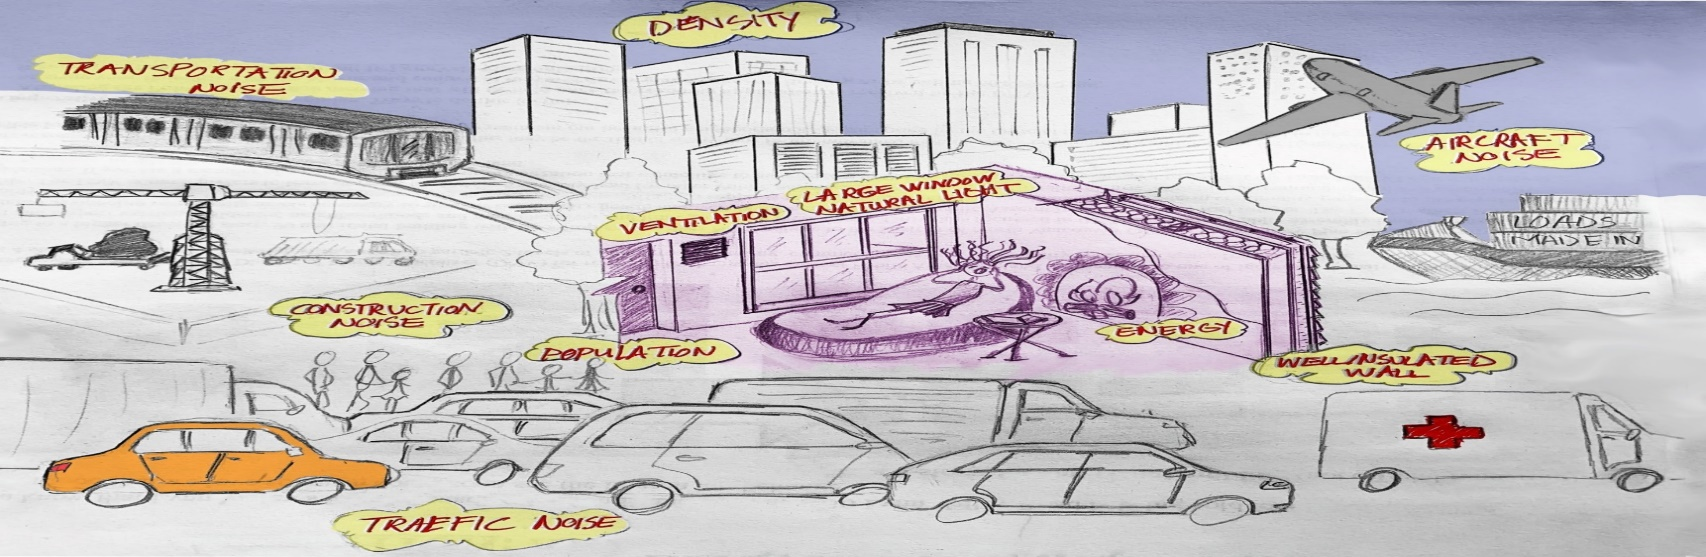 DENSITY
TRANSPORTATION
NOISE
AIRCRAFT
NOISE
LARGE WINDOW
NATURAL LIGHT
VENTILATION
LOADS
MADE IN
CONSTRUCTION
NOISE
ENERGY
POPULATION
WELL INSULATED
WALL
TRAFFIC NOISE